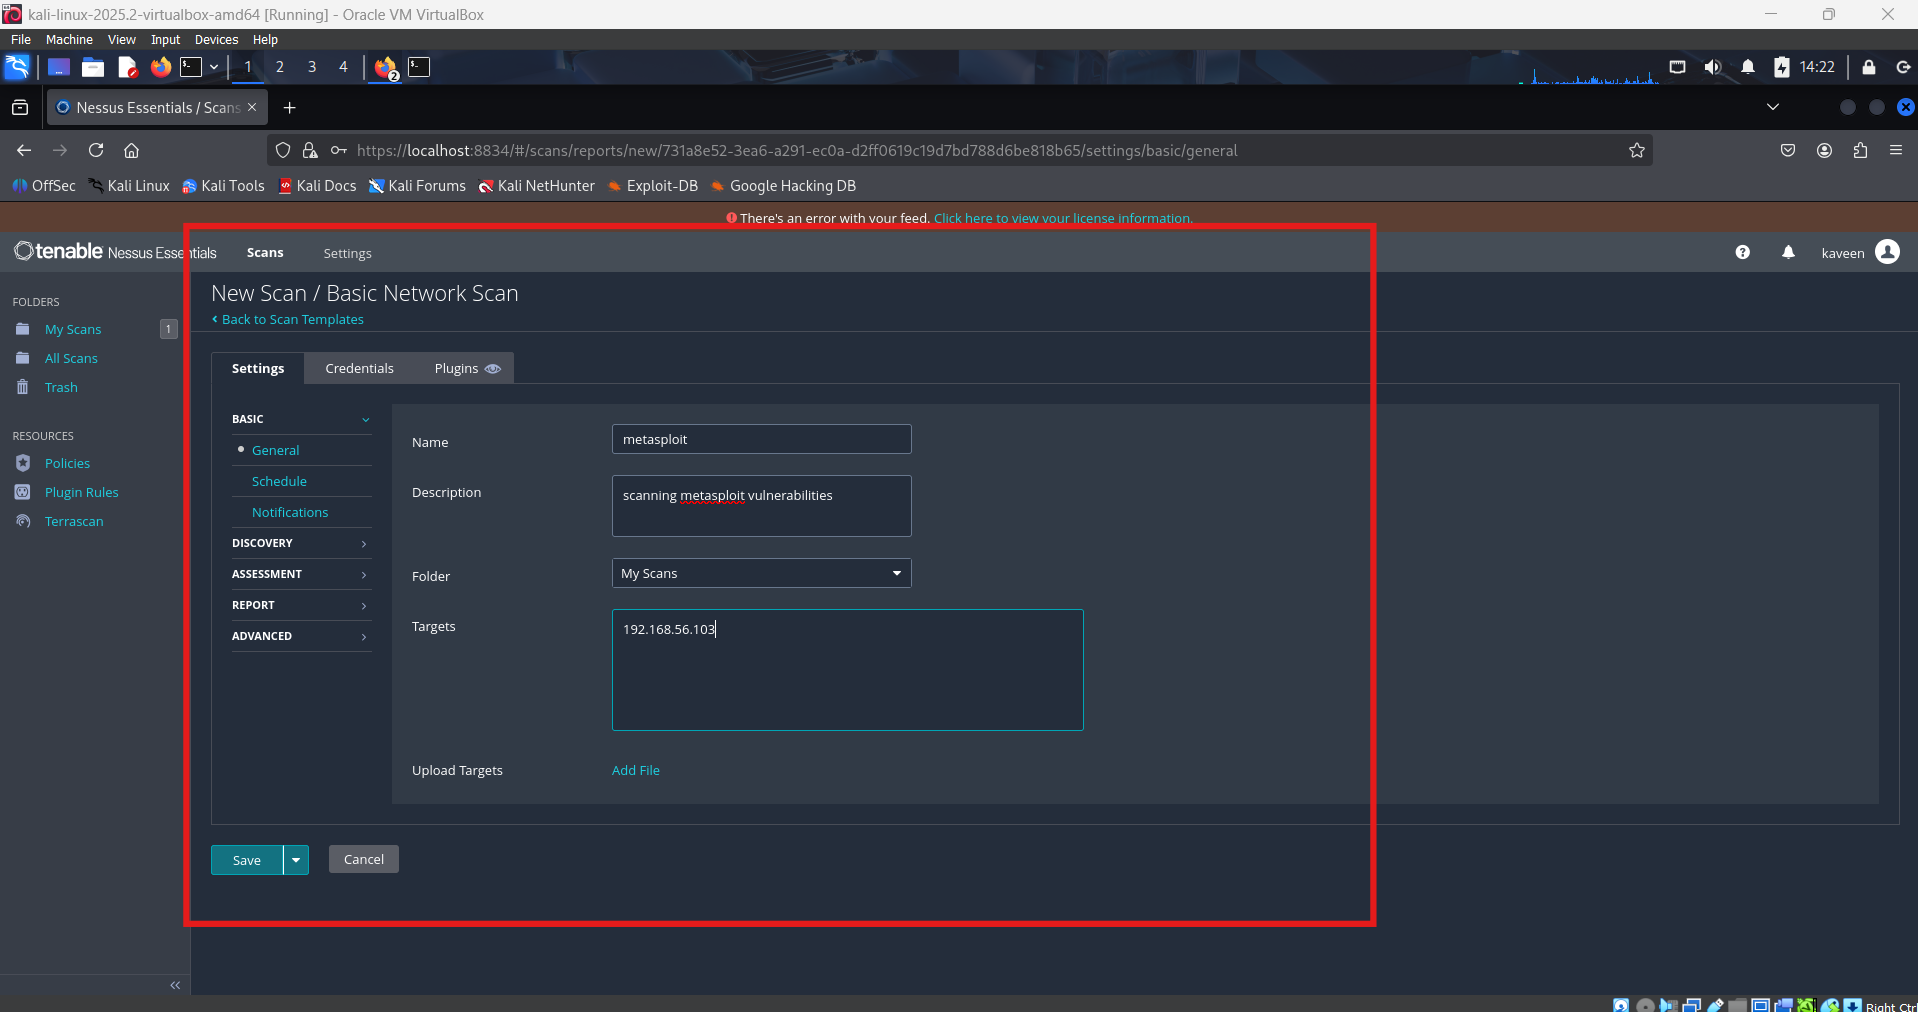 kali-linux-2025.2-virtualbox-amd64 [Running] - Oracle VM VirtualBox
File Machine View Input Devices Help
1 2 3 4 2 14:22
Nessus Essentials / Scans
https://localhost:8834/#/scans/reports/new/731a8e52-3ea6-a291-ec0a-d2ff0619c19d7bd788d6be818b65/settings/basic/general
OffSec Kali Linux Kali Tools Kali Docs Kali Forums Kali NetHunter Exploit-DB Google Hacking DB
There's an error with your feed. Click here to view your license information.
tenable Nessus Essentials Scans Settings kaveen
FOLDERS
My Scans 1
All Scans
Trash
RESOURCES
Policies
Plugin Rules
Terrascan
New Scan / Basic Network Scan
Back to Scan Templates
Settings Credentials Plugins
BASIC
General
Schedule
Notifications
DISCOVERY
ASSESSMENT
REPORT
ADVANCED
Name metasploit
Description scanning metasploit vulnerabilities
Folder My Scans
Targets 192.168.56.103
Upload Targets Add File
Save Cancel
Right Ctrl